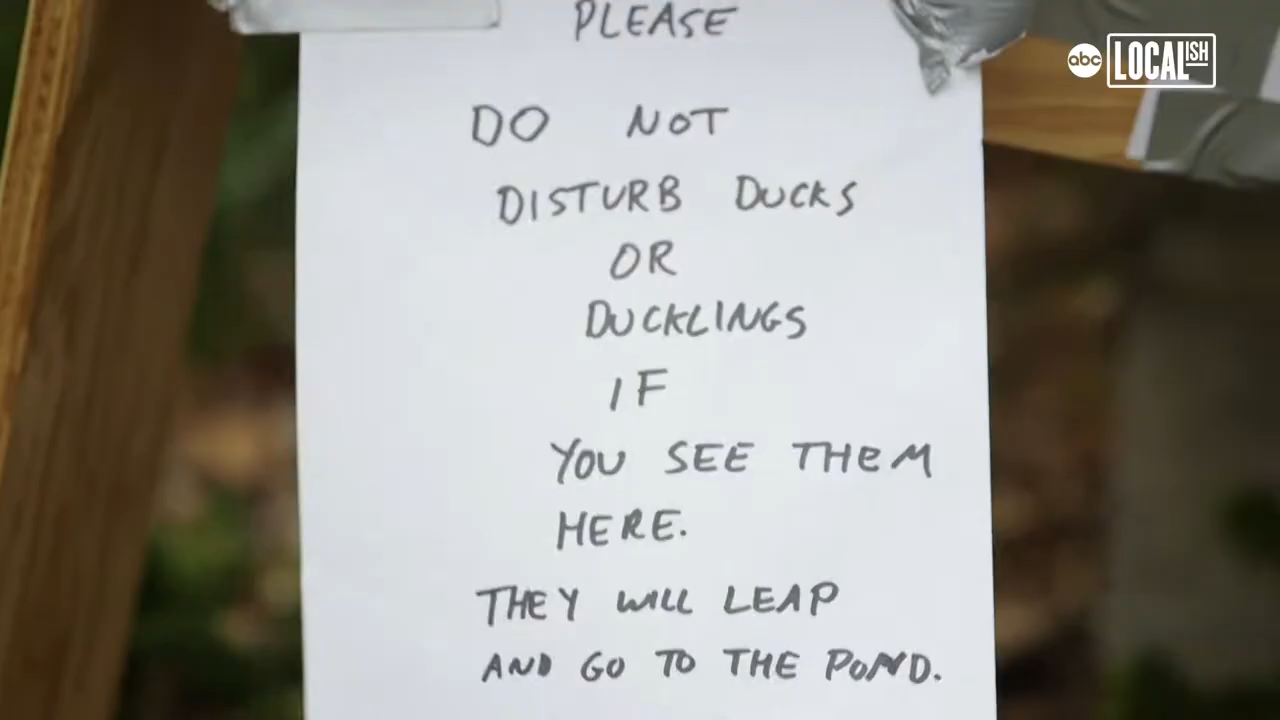 PLEASE
abc LOCALISH
DO NOT
DISTURB DUCKS
OR
DUCKLINGS
IF
YOU SEE THEM
HERE.
THEY WILL LEAP
AND GO TO THE POND.